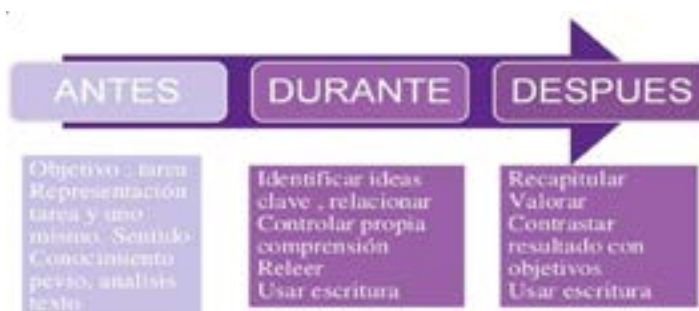 ANTES
DURANTE
DESPUES
Objetivo : tarea
Representación
tarea y uno
mismo. Sentido
Conocimiento
pevio, analisis
texto
Identificar ideas
clave , relacionar
Controlar propia
comprensión
Releer
Usar escritura
Recapitular
Valorar
Contrastar
resultado con
objetivos
Usar escritura